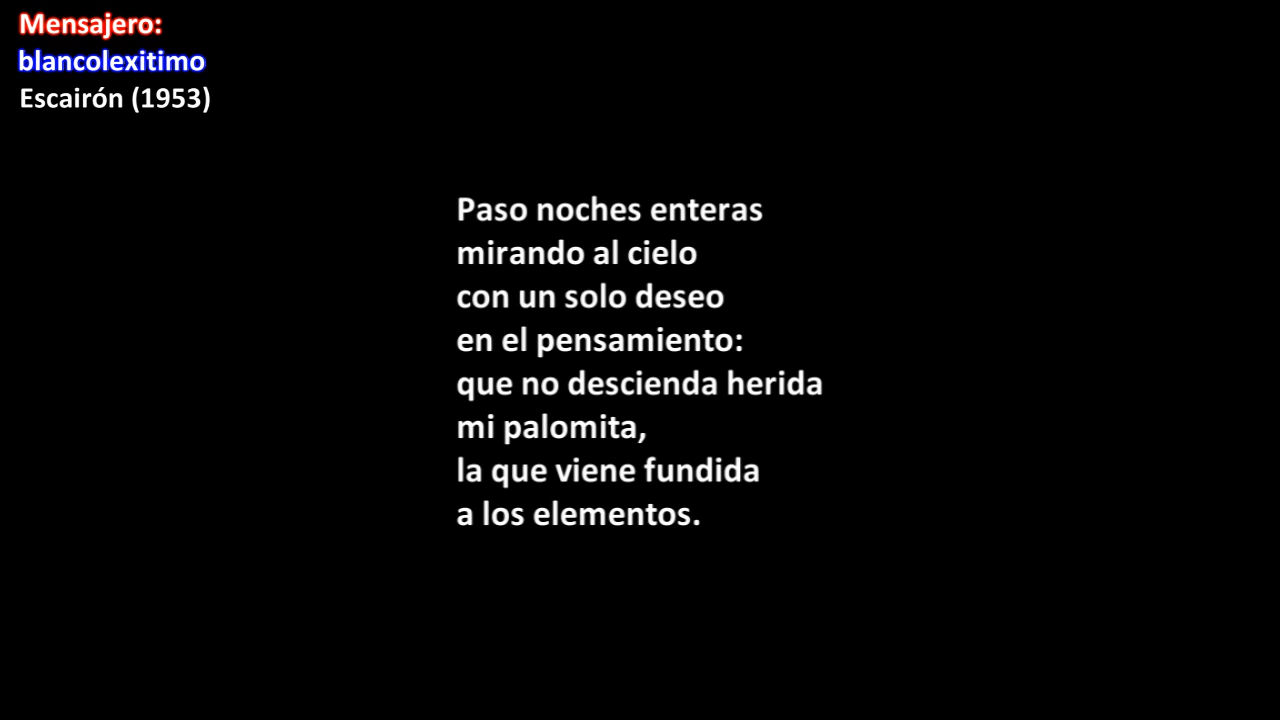 Mensajero:
blancolexitimo
Escairón (1953)
Paso noches enteras
mirando al cielo
con un solo deseo
en el pensamiento:
que no descienda herida
mi palomita,
la que viene fundida
a los elementos.